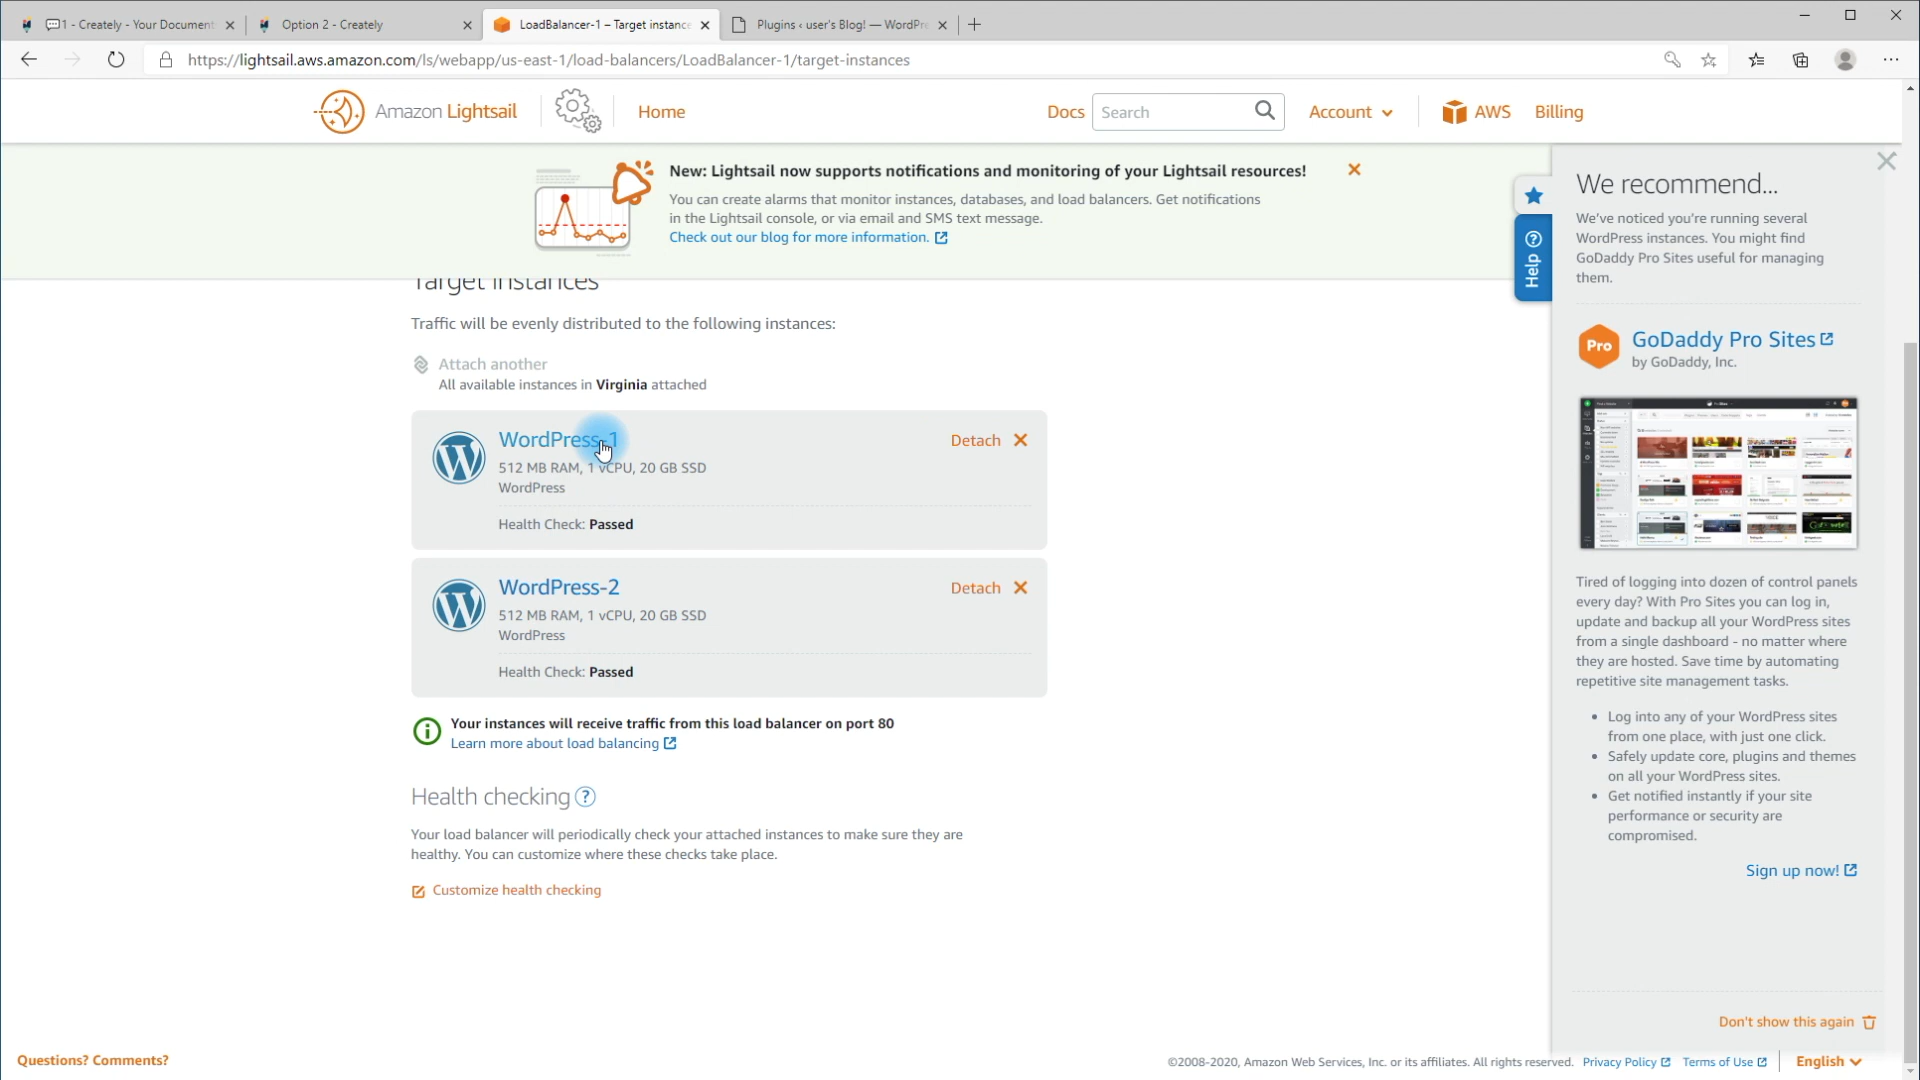 1 - Creately - Your Document
Option 2 - Creately
LoadBalancer-1 – Target instance
Plugins ‹ user's Blog! — WordPre
https://lightsail.aws.amazon.com/ls/webapp/us-east-1/load-balancers/LoadBalancer-1/target-instances
Amazon Lightsail
Home
Docs
Search
Account
AWS
Billing
New: Lightsail now supports notifications and monitoring of your Lightsail resources!
You can create alarms that monitor instances, databases, and load balancers. Get notifications
in the Lightsail console, or via email and SMS text message.
Check out our blog for more information.
Target instances
Traffic will be evenly distributed to the following instances:
Attach another
All available instances in Virginia attached
WordPress-1
Detach
512 MB RAM, 1 vCPU, 20 GB SSD
WordPress
Health Check: Passed
WordPress-2
Detach
512 MB RAM, 1 vCPU, 20 GB SSD
WordPress
Health Check: Passed
Your instances will receive traffic from this load balancer on port 80
Learn more about load balancing
Health checking
Your load balancer will periodically check your attached instances to make sure they are
healthy. You can customize where these checks take place.
Customize health checking
Help
We recommend...
We've noticed you're running several
WordPress instances. You might find
GoDaddy Pro Sites useful for managing
them.
Pro
GoDaddy Pro Sites
by GoDaddy, Inc.
Tired of logging into dozen of control panels
every day? With Pro Sites you can log in,
update and backup all your WordPress sites
from a single dashboard - no matter where
they are hosted. Save time by automating
repetitive site management tasks.
• Log into any of your WordPress sites
from one place, with just one click.
• Safely update core, plugins and themes
on all your WordPress sites.
• Get notified instantly if your site
performance or security are
compromised.
Sign up now!
Don't show this again
Questions? Comments?
©2008-2020, Amazon Web Services, Inc. or its affiliates. All rights reserved.
Privacy Policy
Terms of Use
English